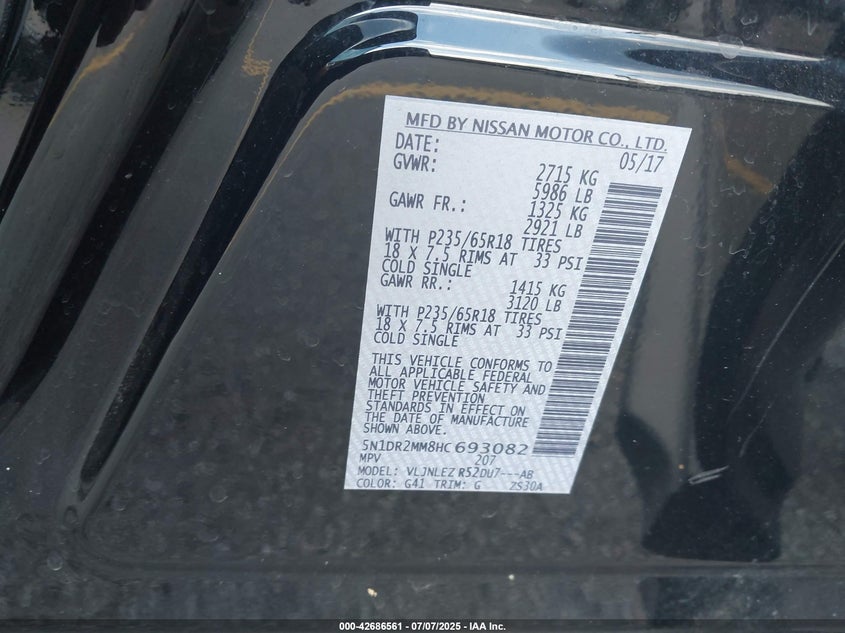 MFD BY NISSAN MOTOR CO., LTD.
DATE: 05/17
GVWR: 2715 KG
5986 LB
GAWR FR.: 1325 KG
2921 LB
WITH P235/65R18 TIRES
18 X 7.5 RIMS AT 33 PSI
COLD SINGLE
GAWR RR.: 1415 KG
3120 LB
WITH P235/65R18 TIRES
18 X 7.5 RIMS AT 33 PSI
COLD SINGLE
THIS VEHICLE CONFORMS TO
ALL APPLICABLE FEDERAL
MOTOR VEHICLE SAFETY AND
THEFT PREVENTION
STANDARDS IN EFFECT ON
THE DATE OF MANUFACTURE
SHOWN ABOVE.
5N1DR2MM8HC693082
MPV 207
MODEL: VLJNLEZ R52DU7---AB
COLOR: G41 TRIM: G ZS30A
000-42686561 / 07/07/2025 - IAA Inc.